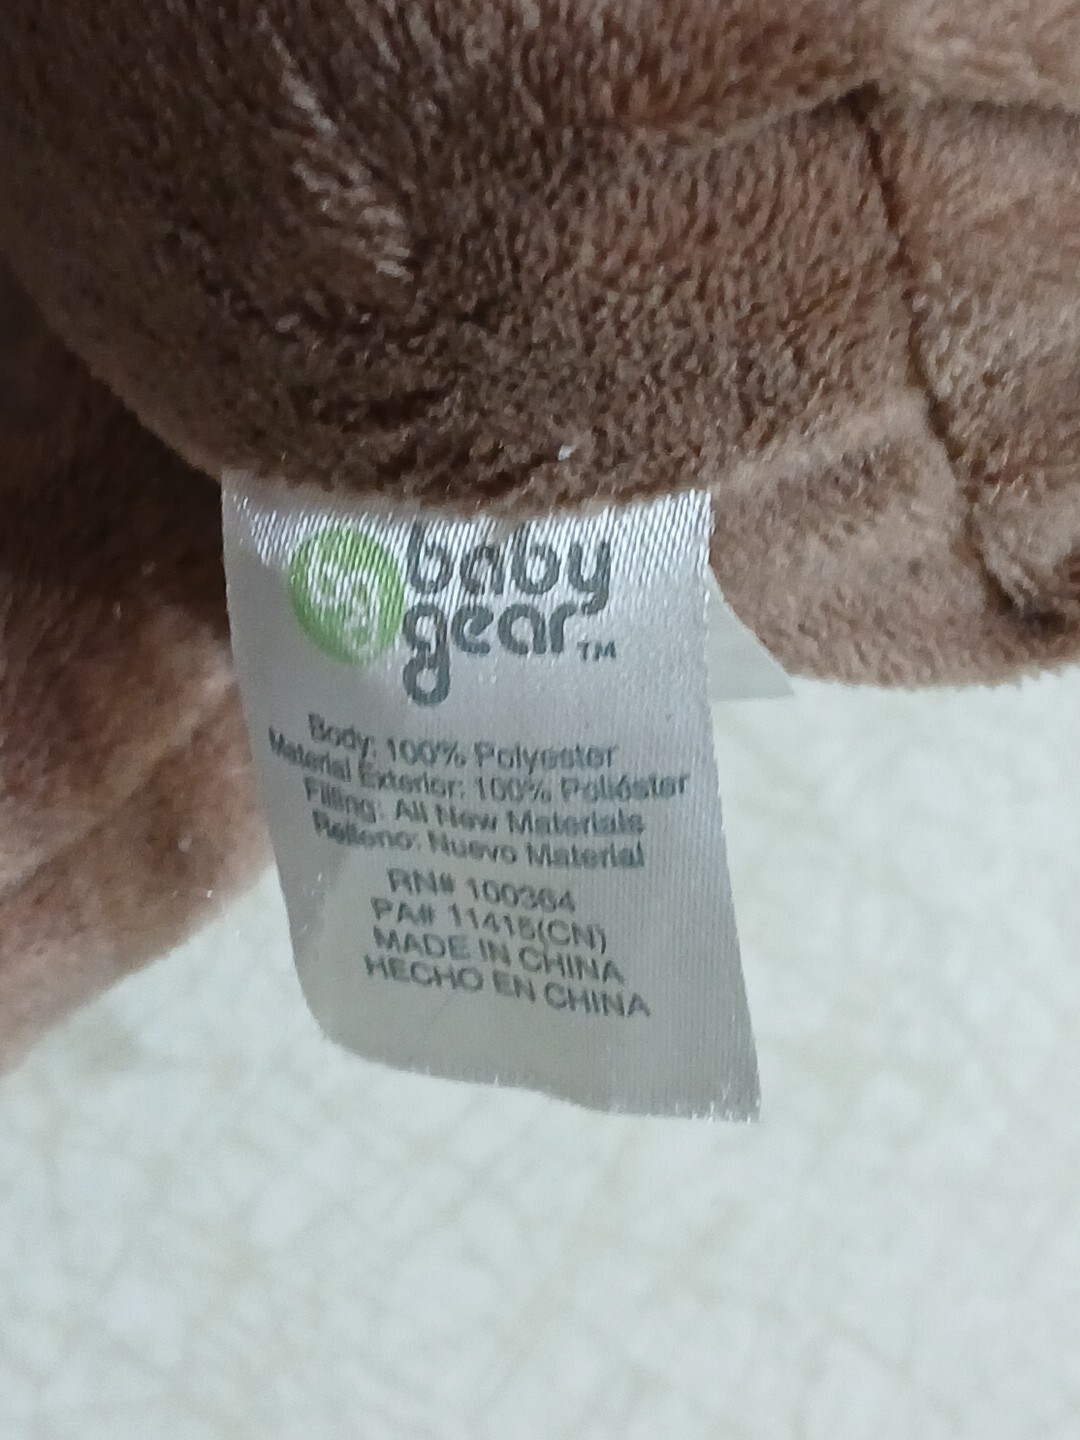 baby
gear™
Body: 100% Polyester
Material Exterior: 100% Poliéster
Filling: All New Materials
Relleno: Nuevo Material
RN# 100364
PA# 11415(CN)
MADE IN CHINA
HECHO EN CHINA